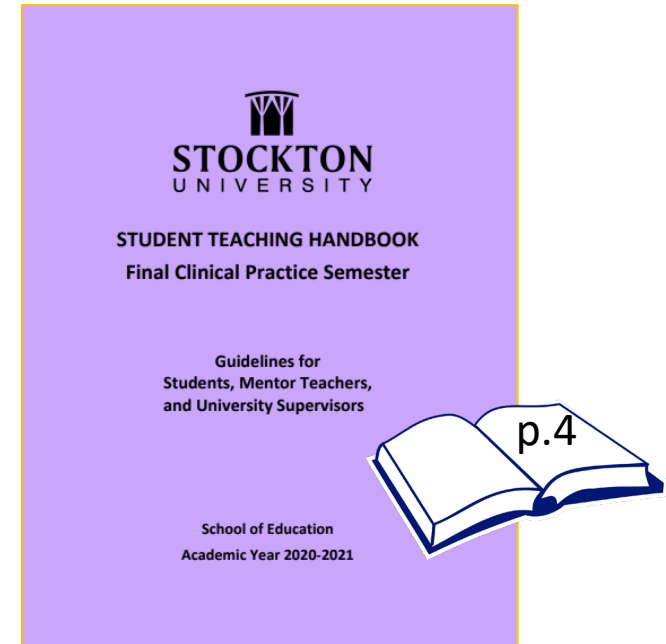 STOCKTON
UNIVERSITY
STUDENT TEACHING HANDBOOK
Final Clinical Practice Semester
Guidelines for
Students, Mentor Teachers,
and University Supervisors
p.4
School of Education
Academic Year 2020-2021